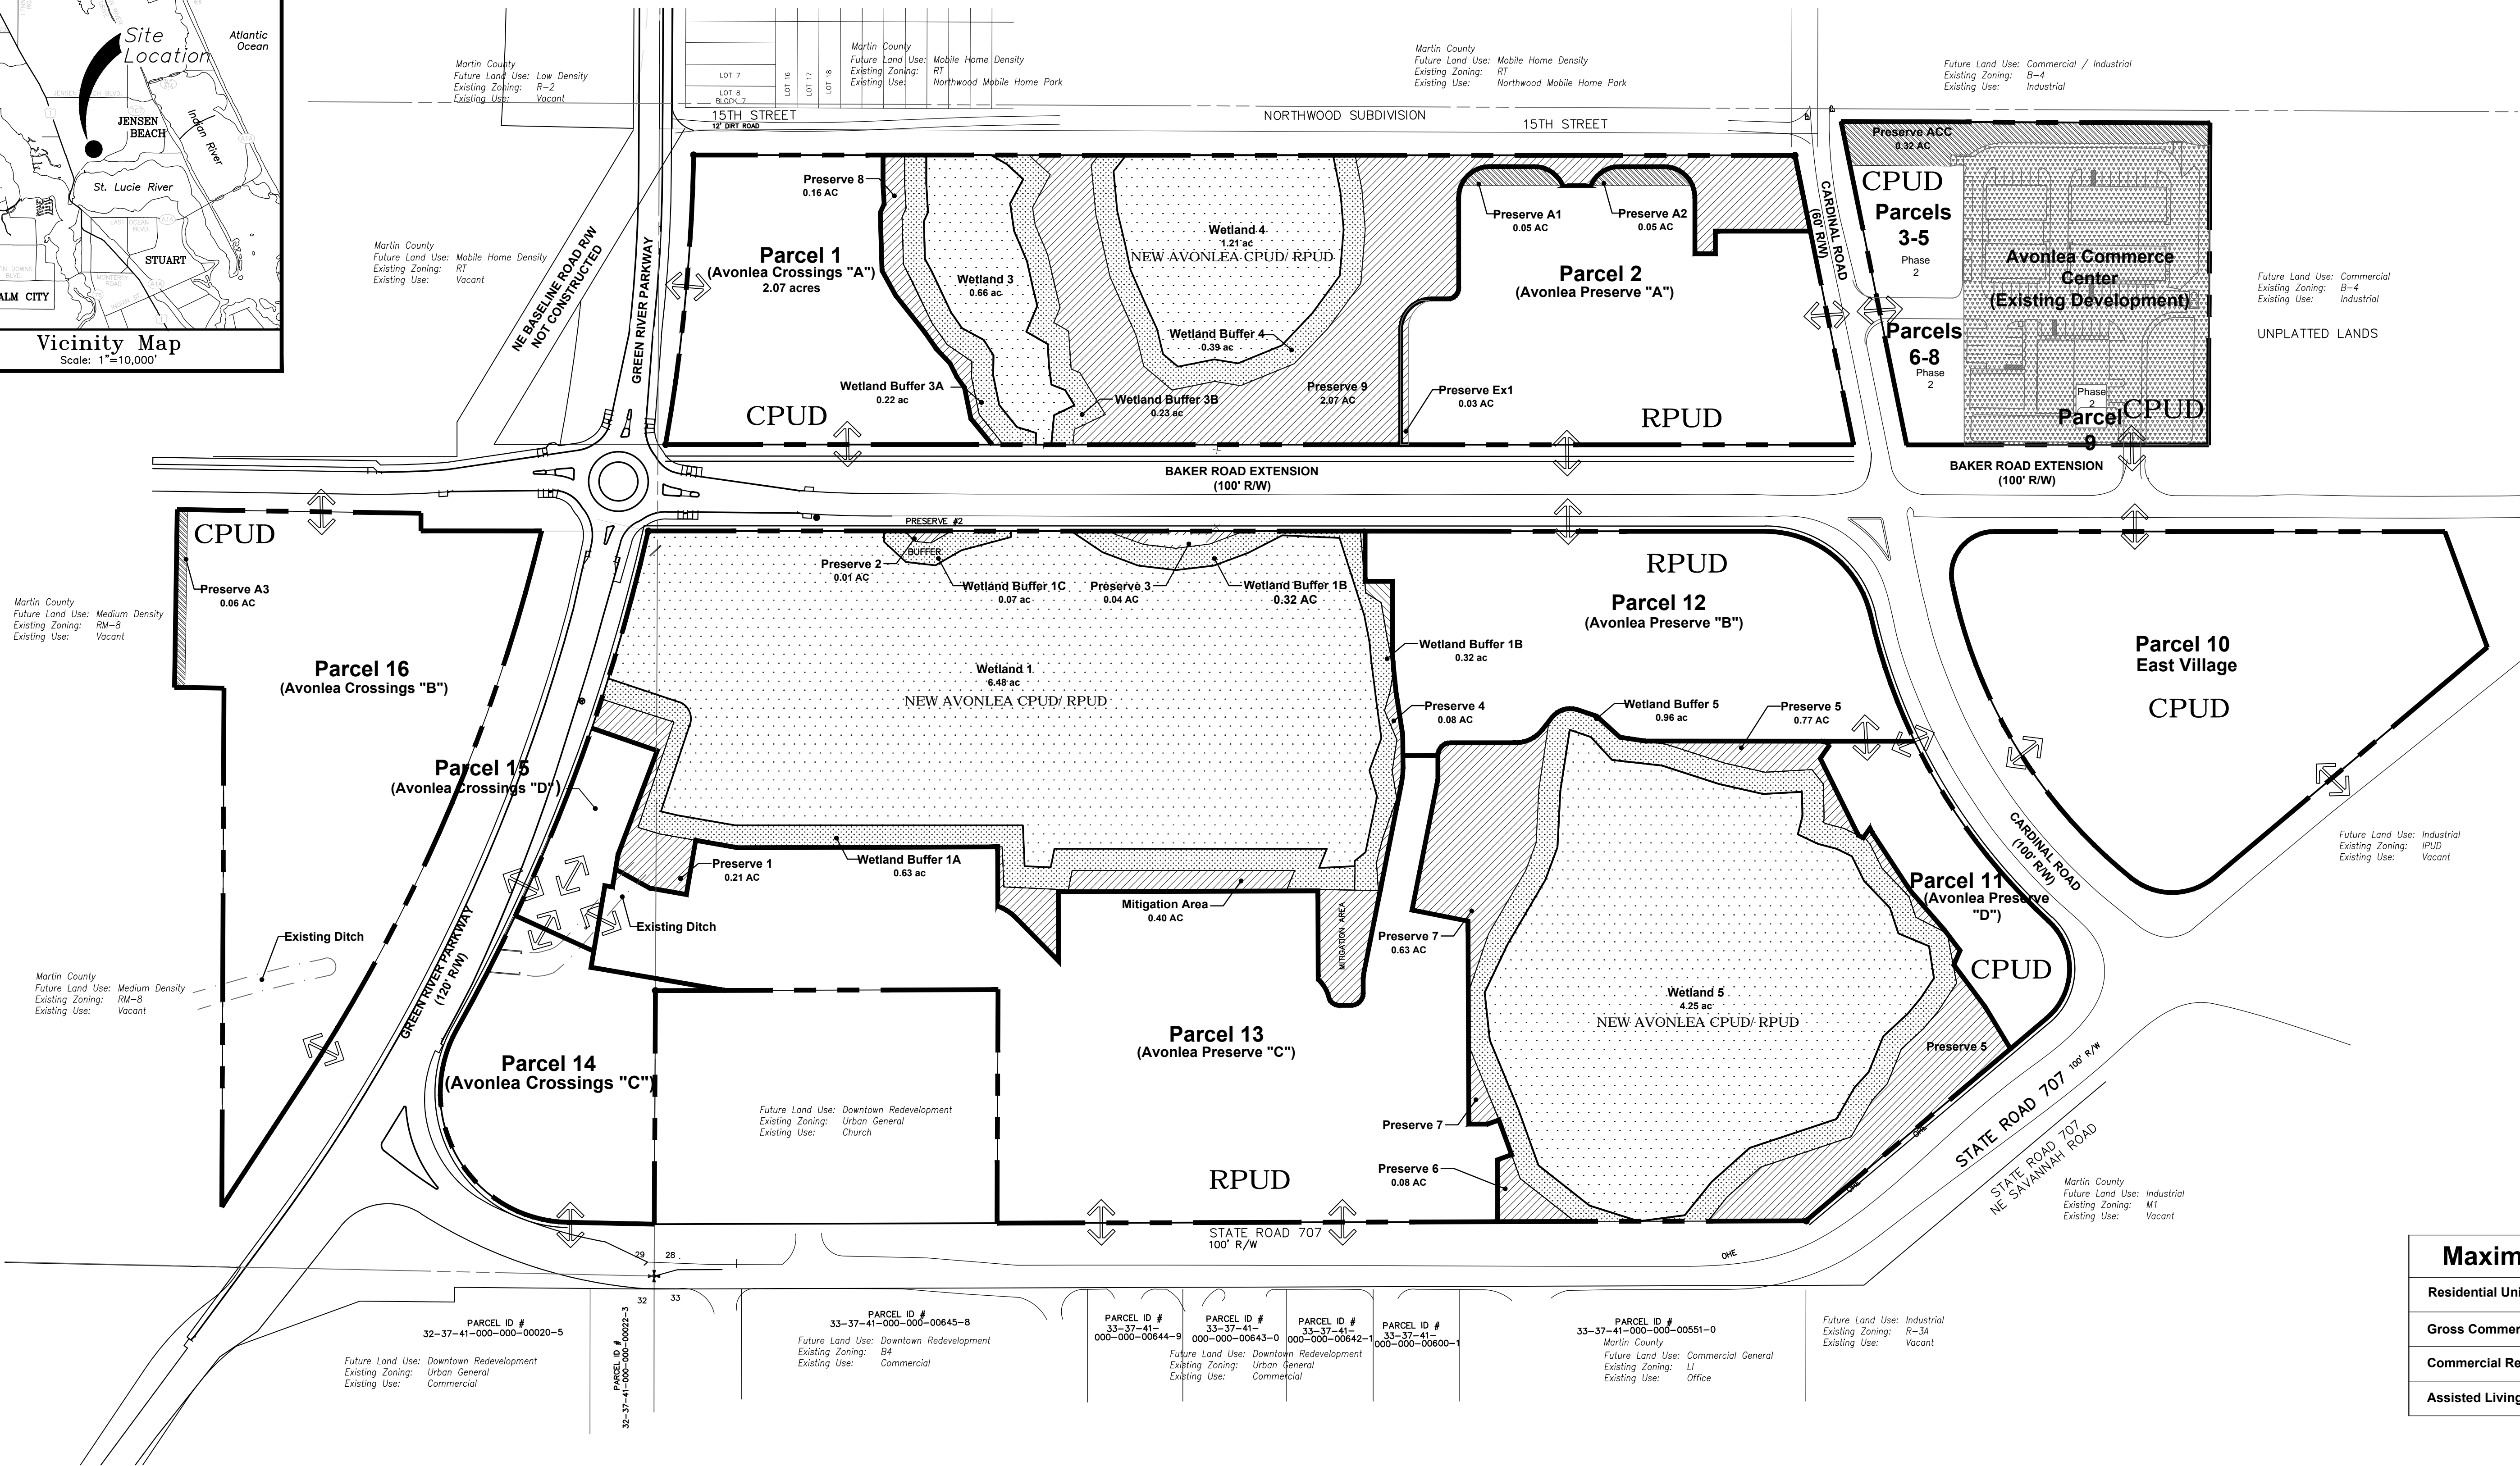 Site
Location
Atlantic
Ocean
JENSEN
BEACH
Indian River
St. Lucie River
EAST OCEAN
BLVD.
STUART
MONTEREY
ROAD
ALM CITY
Vicinity Map
Scale: 1"=10,000'
Martin County
Future Land Use: Low Density
Existing Zoning: R-2
Existing Use: Vacant
LOT 7
LOT 8
BLOCK 7
LOT 16
LOT 17
LOT 18
Martin County
Future Land Use: Mobile Home Density
Existing Zoning: RT
Existing Use: Northwood Mobile Home Park
Martin County
Future Land Use: Mobile Home Density
Existing Zoning: RT
Existing Use: Northwood Mobile Home Park
Future Land Use: Commercial / Industrial
Existing Zoning: B-4
Existing Use: Industrial
15TH STREET
12' DIRT ROAD
NORTHWOOD SUBDIVISION
15TH STREET
Martin County
Future Land Use: Mobile Home Density
Existing Zoning: RT
Existing Use: Vacant
NE BASELINE ROAD R/W
NOT CONSTRUCTED
GREEN RIVER PARKWAY
Preserve 8
0.16 AC
Parcel 1
(Avonlea Crossings "A")
2.07 acres
CPUD
Wetland 3
0.66 ac
Wetland Buffer 3A
0.22 ac
Wetland Buffer 3B
0.23 ac
Wetland 4
1.21 ac
NEW AVONLEA CPUD/ RPUD
Wetland Buffer 4
0.39 ac
Preserve 9
2.07 AC
Preserve A1
0.05 AC
Preserve A2
0.05 AC
Parcel 2
(Avonlea Preserve "A")
Preserve Ex1
0.03 AC
RPUD
CARDINAL ROAD
(60' R/W)
Preserve ACC
0.32 AC
CPUD
Parcels
3-5
Phase
2
Avonlea Commerce
Center
(Existing Development)
Parcels
6-8
Phase
2
Phase
2
Parcel
9
CPUD
Future Land Use: Commercial
Existing Zoning: B-4
Existing Use: Industrial
UNPLATTED LANDS
BAKER ROAD EXTENSION
(100' R/W)
BAKER ROAD EXTENSION
(100' R/W)
CPUD
Preserve A3
0.06 AC
Martin County
Future Land Use: Medium Density
Existing Zoning: RM-8
Existing Use: Vacant
Parcel 16
(Avonlea Crossings "B")
PRESERVE #2
BUFFER
Preserve 2
0.01 AC
Wetland Buffer 1C
0.07 ac
Preserve 3
0.04 AC
Wetland Buffer 1B
0.32 AC
Wetland 1
6.48 ac
NEW AVONLEA CPUD/ RPUD
RPUD
Parcel 12
(Avonlea Preserve "B")
Wetland Buffer 1B
0.32 ac
Preserve 4
0.08 AC
Wetland Buffer 5
0.96 ac
Preserve 5
0.77 AC
Parcel 10
East Village
CPUD
Parcel 15
(Avonlea Crossings "D")
Preserve 1
0.21 AC
Wetland Buffer 1A
0.63 ac
Mitigation Area
0.40 AC
MITIGATION AREA
Existing Ditch
Existing Ditch
Preserve 7
0.63 AC
Parcel 11
(Avonlea Preserve
"D")
CPUD
CARDINAL ROAD
(100' R/W)
Future Land Use: Industrial
Existing Zoning: IPUD
Existing Use: Vacant
Martin County
Future Land Use: Medium Density
Existing Zoning: RM-8
Existing Use: Vacant
GREEN RIVER PARKWAY
(120' R/W)
Wetland 5
4.25 ac
NEW AVONLEA CPUD/ RPUD
Preserve 5
Parcel 13
(Avonlea Preserve "C")
Parcel 14
(Avonlea Crossings "C")
Future Land Use: Downtown Redevelopment
Existing Zoning: Urban General
Existing Use: Church
Preserve 7
Preserve 6
0.08 AC
RPUD
OHE
OHE
STATE ROAD 707 100' R/W
STATE ROAD 707
NE SAVANNAH ROAD
Martin County
Future Land Use: Industrial
Existing Zoning: M1
Existing Use: Vacant
STATE ROAD 707
100' R/W
OHE
29
28
32
33
PARCEL ID #
32-37-41-000-000-00020-5
Future Land Use: Downtown Redevelopment
Existing Zoning: Urban General
Existing Use: Commercial
PARCEL ID #
32-37-41-000-000-00022-3
PARCEL ID #
33-37-41-000-000-00645-8
Future Land Use: Downtown Redevelopment
Existing Zoning: B4
Existing Use: Commercial
PARCEL ID #
33-37-41-
000-000-00644-9
PARCEL ID #
33-37-41-
000-000-00643-0
PARCEL ID #
33-37-41-
000-000-00642-1
PARCEL ID #
33-37-41-
000-000-00600-1
Future Land Use: Downtown Redevelopment
Existing Zoning: Urban General
Existing Use: Commercial
PARCEL ID #
33-37-41-000-000-00551-0
Martin County
Future Land Use: Commercial General
Existing Zoning: LI
Existing Use: Office
Future Land Use: Industrial
Existing Zoning: R-3A
Existing Use: Vacant
Maxim
Residential Uni
Gross Commer
Commercial Re
Assisted Living